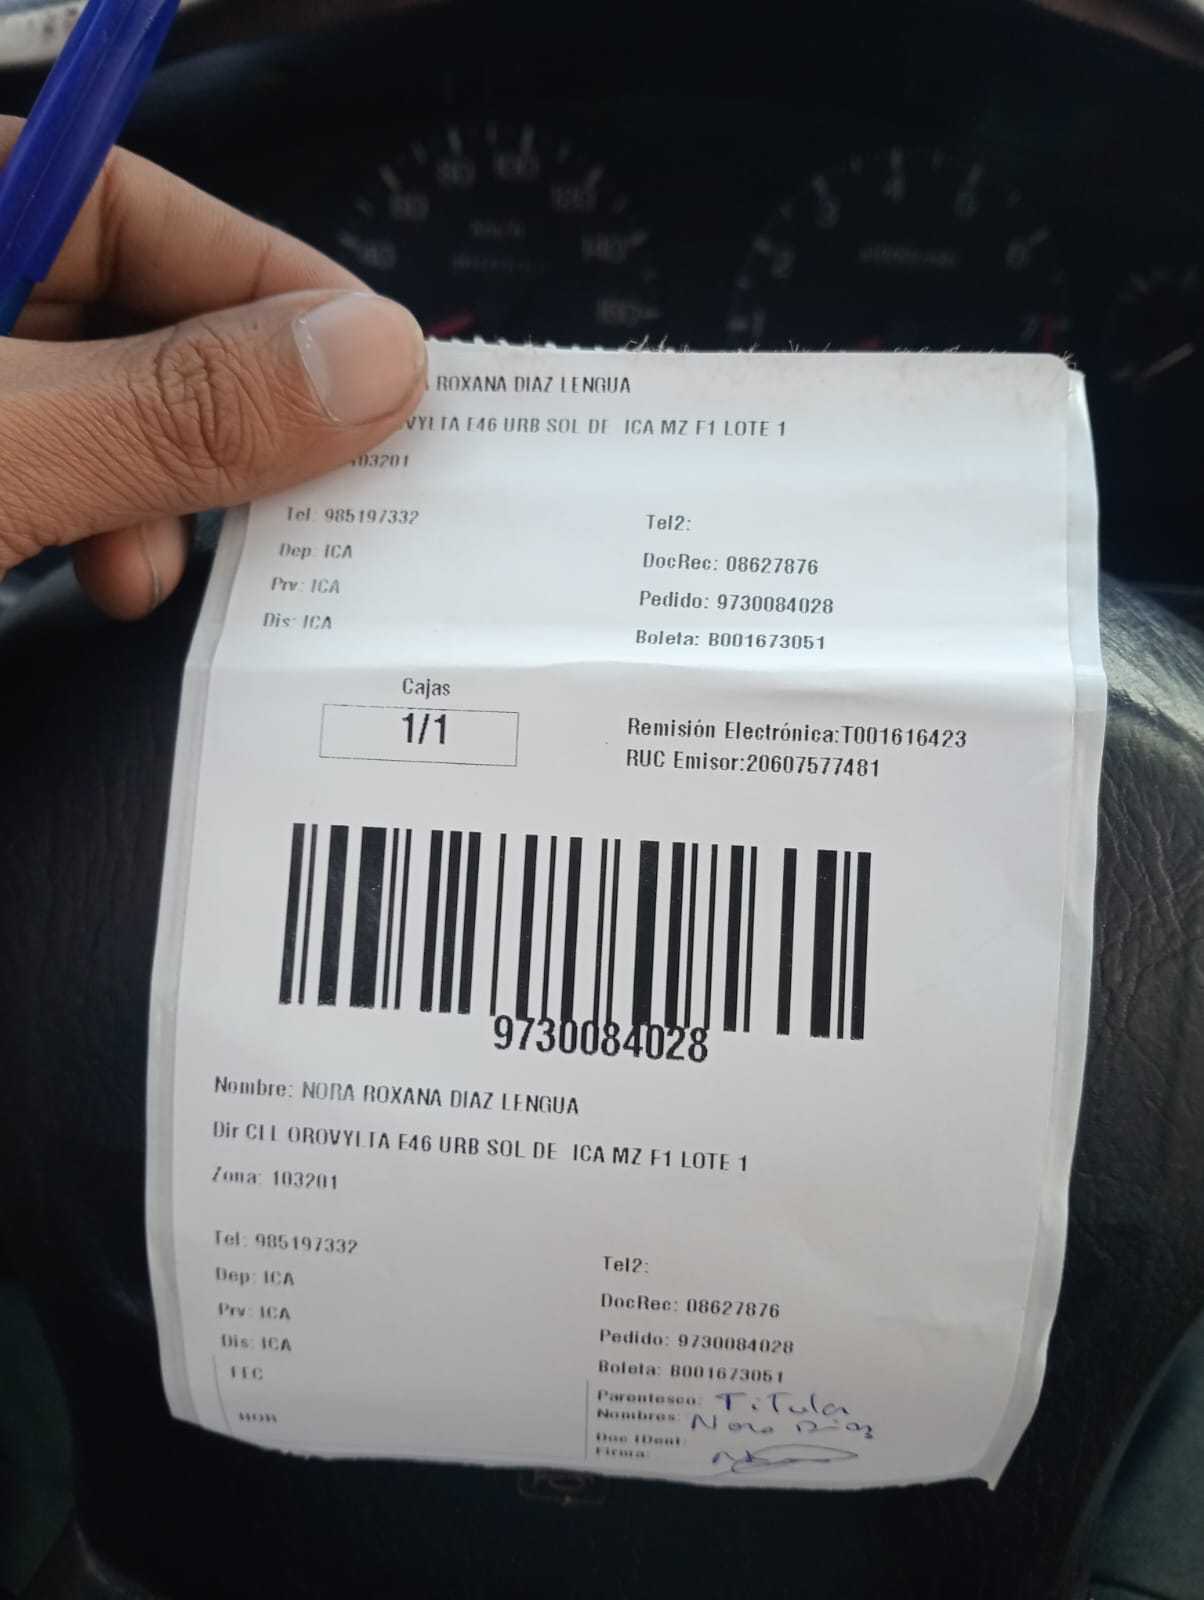 ROXANA DIAZ LENGUA
OROVYLTA E46 URB SOL DE ICA MZ F1 LOTE 1
103201
Tel: 985197332
Tel2:
Dep: ICA
DocRec: 08627876
Prv: ICA
Pedido: 9730084028
Dis: ICA
Boleta: B001673051
Cajas
1/1
Remisión Electrónica:T001616423
RUC Emisor:20607577481
9730084028
Nombre: NORA ROXANA DIAZ LENGUA
Dir CLL OROVYLTA E46 URB SOL DE ICA MZ F1 LOTE 1
Zona: 103201
Tel: 985197332
Tel2:
Dep: ICA
DocRec: 08627876
Prv: ICA
Pedido: 9730084028
Dis: ICA
Boleta: B001673051
FEC
Parentesco: Titular
Nombres: Nora Diaz
HOR
Doc IDent:
Firma: